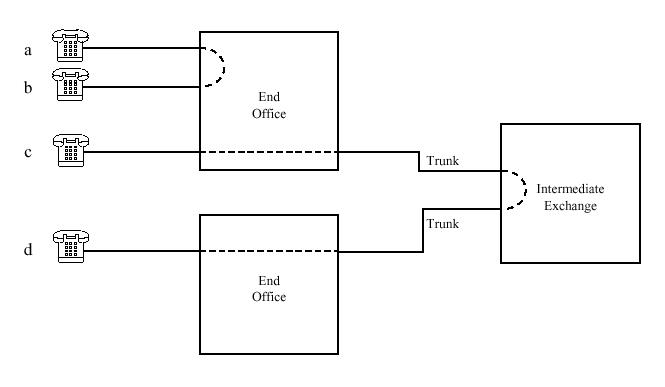 a
b
End
Office
c
Trunk
Intermediate
Exchange
Trunk
d
End
Office